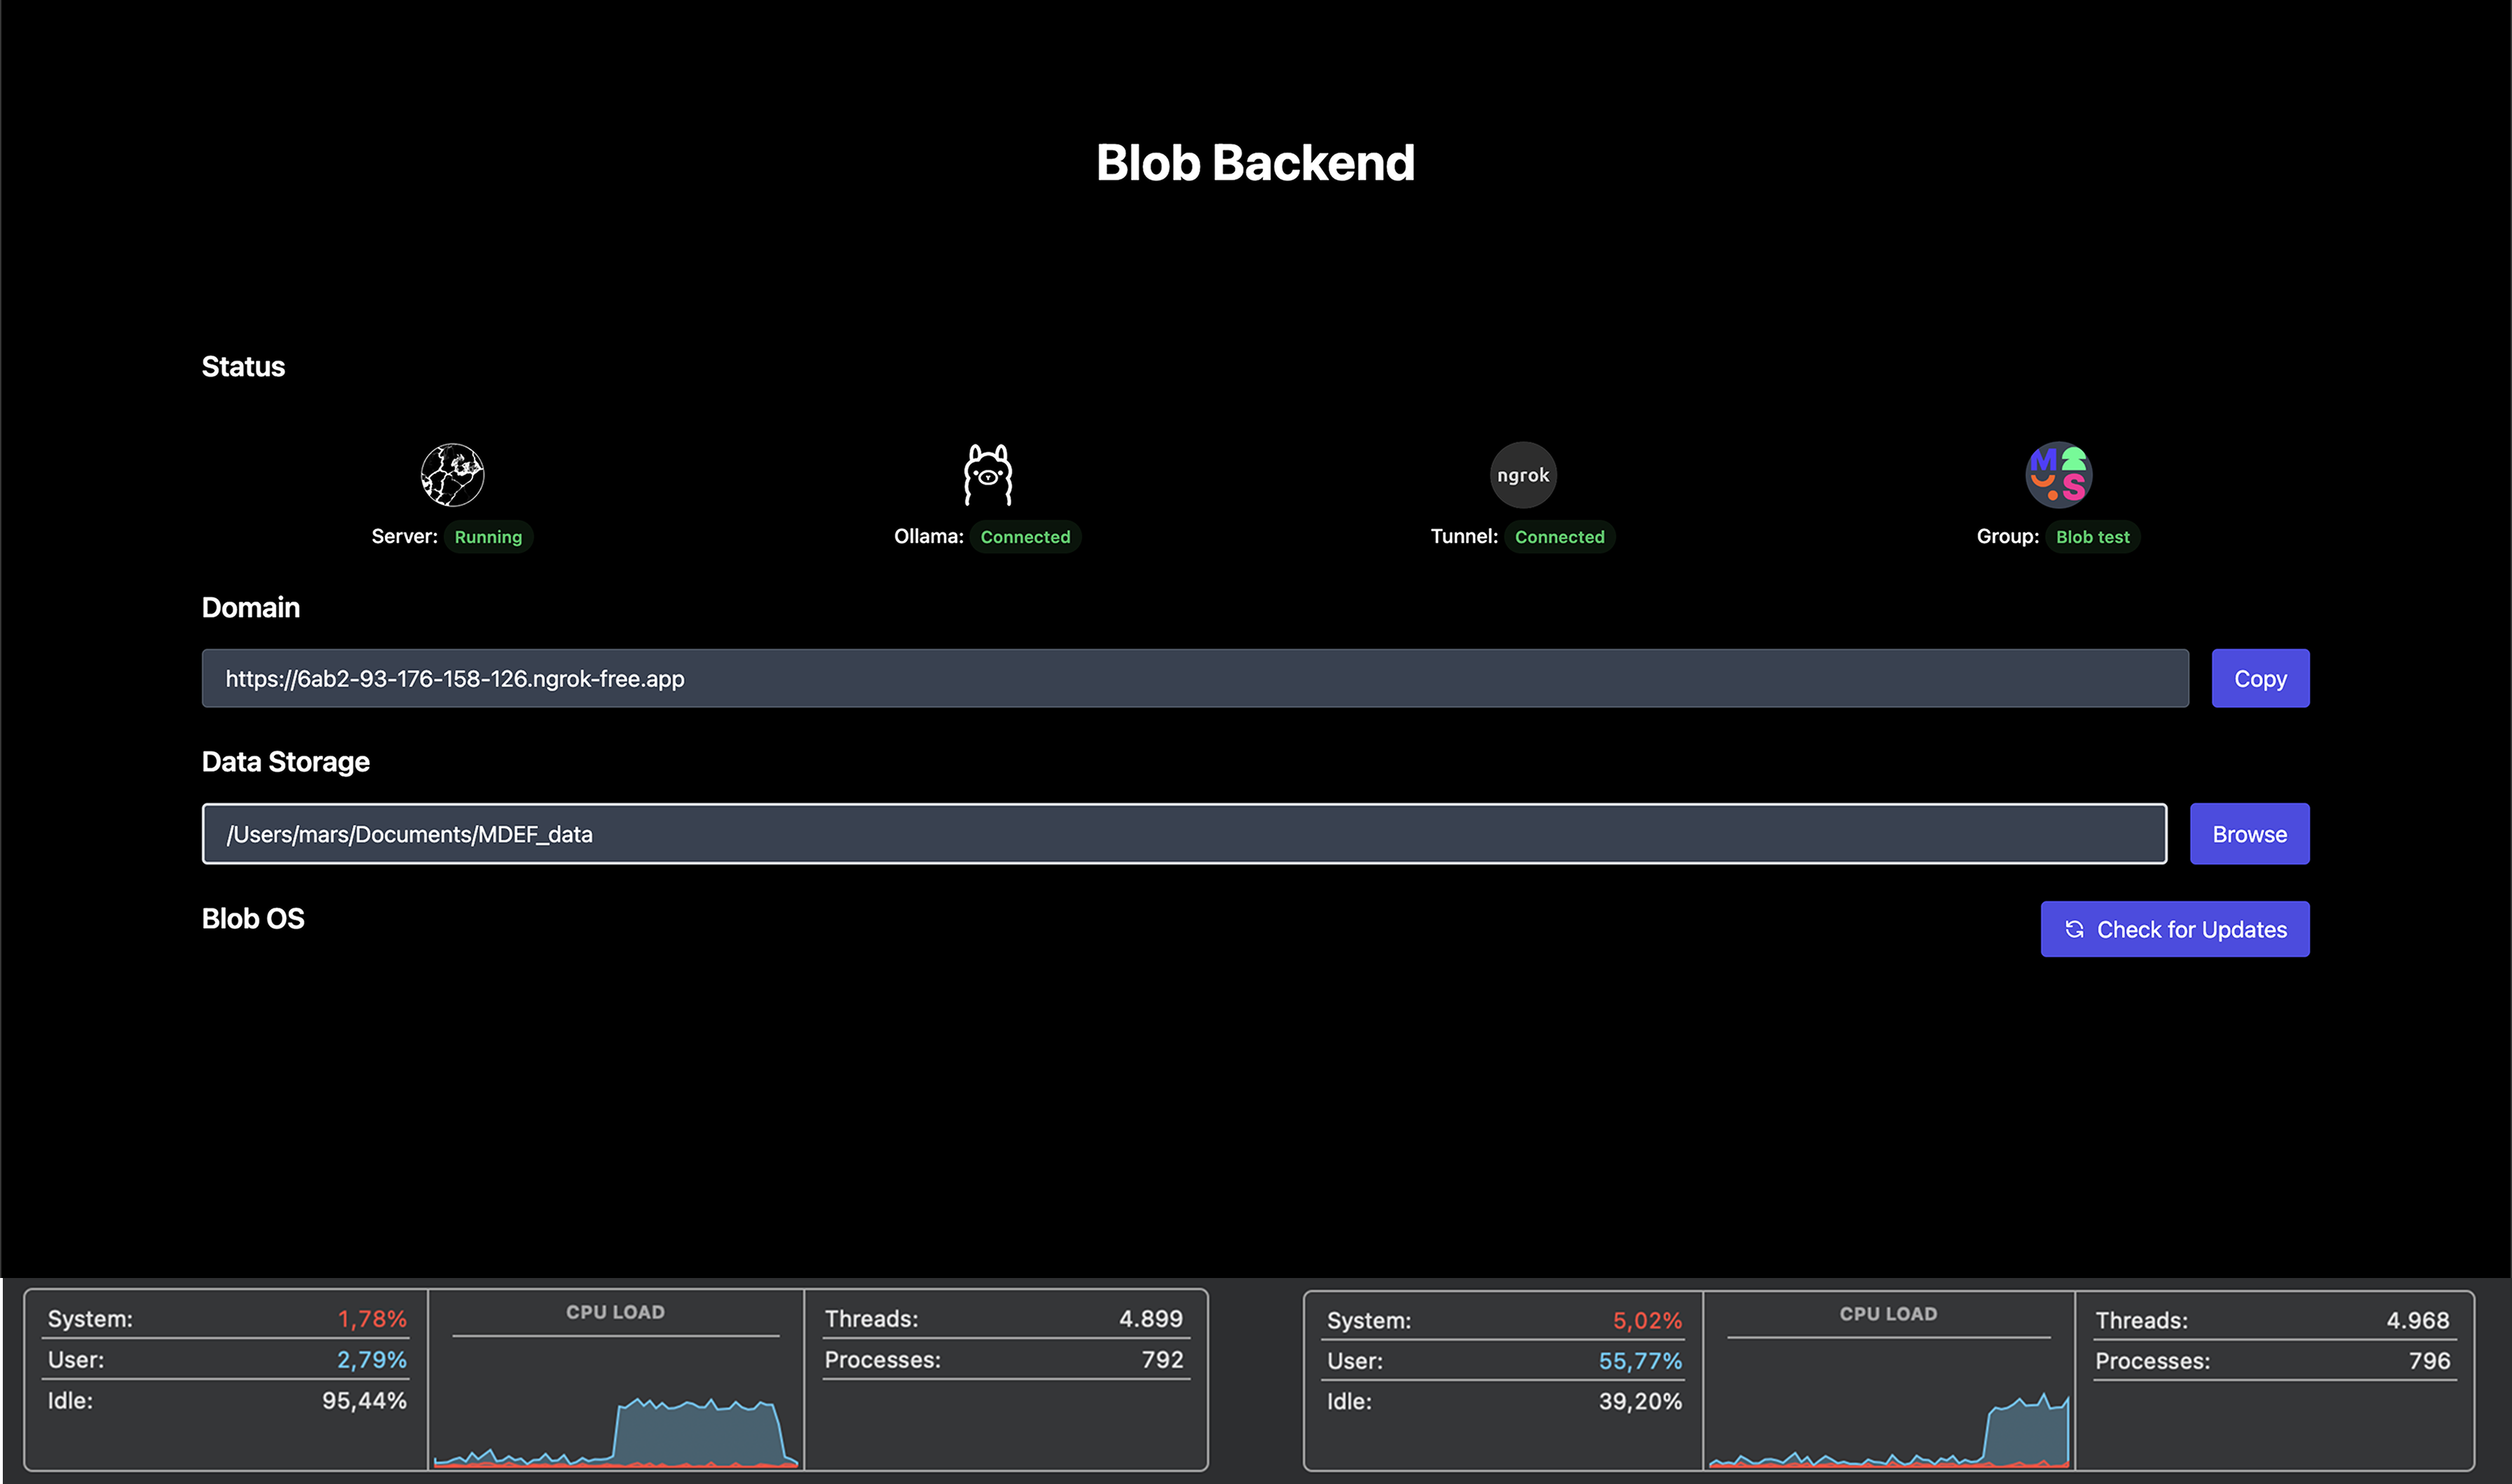 Blob Backend
Status
ngrok
Server: Running
Ollama: Connected
Tunnel: Connected
Group: Blob test
Domain
https://6ab2-93-176-158-126.ngrok-free.app
Copy
Data Storage
/Users/mars/Documents/MDEF_data
Browse
Blob OS
Check for Updates
System: 1,78%
User: 2,79%
Idle: 95,44%
CPU LOAD
Threads: 4.899
Processes: 792
System: 5,02%
User: 55,77%
Idle: 39,20%
CPU LOAD
Threads: 4.968
Processes: 796